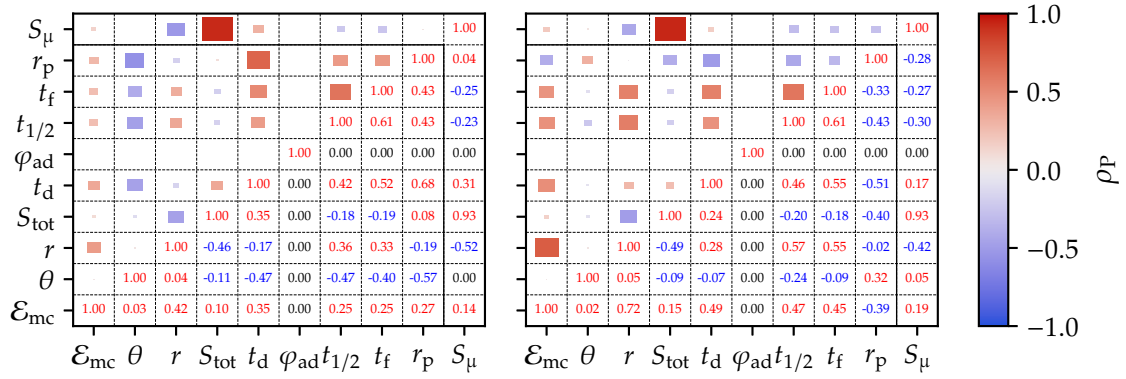 S_μ 1.00 1.00
r_p 1.00 0.04 1.00 -0.28
t_f 1.00 0.43 -0.25 1.00 -0.33 -0.27
t_1/2 1.00 0.61 0.43 -0.23 1.00 0.61 -0.43 -0.30
φ_ad 1.00 0.00 0.00 0.00 0.00 1.00 0.00 0.00 0.00 0.00
t_d 1.00 0.00 0.42 0.52 0.68 0.31 1.00 0.00 0.46 0.55 -0.51 0.17
S_tot 1.00 0.35 0.00 -0.18 -0.19 0.08 0.93 1.00 0.24 0.00 -0.20 -0.18 -0.40 0.93
r 1.00 -0.46 -0.17 0.00 0.36 0.33 -0.19 -0.52 1.00 -0.49 0.28 0.00 0.57 0.55 -0.02 -0.42
θ 1.00 0.04 -0.11 -0.47 0.00 -0.47 -0.40 -0.57 0.00 1.00 0.05 -0.09 -0.07 0.00 -0.24 -0.09 0.32 0.05
ℰ_mc 1.00 0.03 0.42 0.10 0.35 0.00 0.25 0.25 0.27 0.14 1.00 0.02 0.72 0.15 0.49 0.00 0.47 0.45 -0.39 0.19
ℰ_mc θ r S_tot t_d φ_ad t_1/2 t_f r_p S_μ ℰ_mc θ r S_tot t_d φ_ad t_1/2 t_f r_p S_μ
1.0
0.5
0.0
-0.5
-1.0
ρ_P